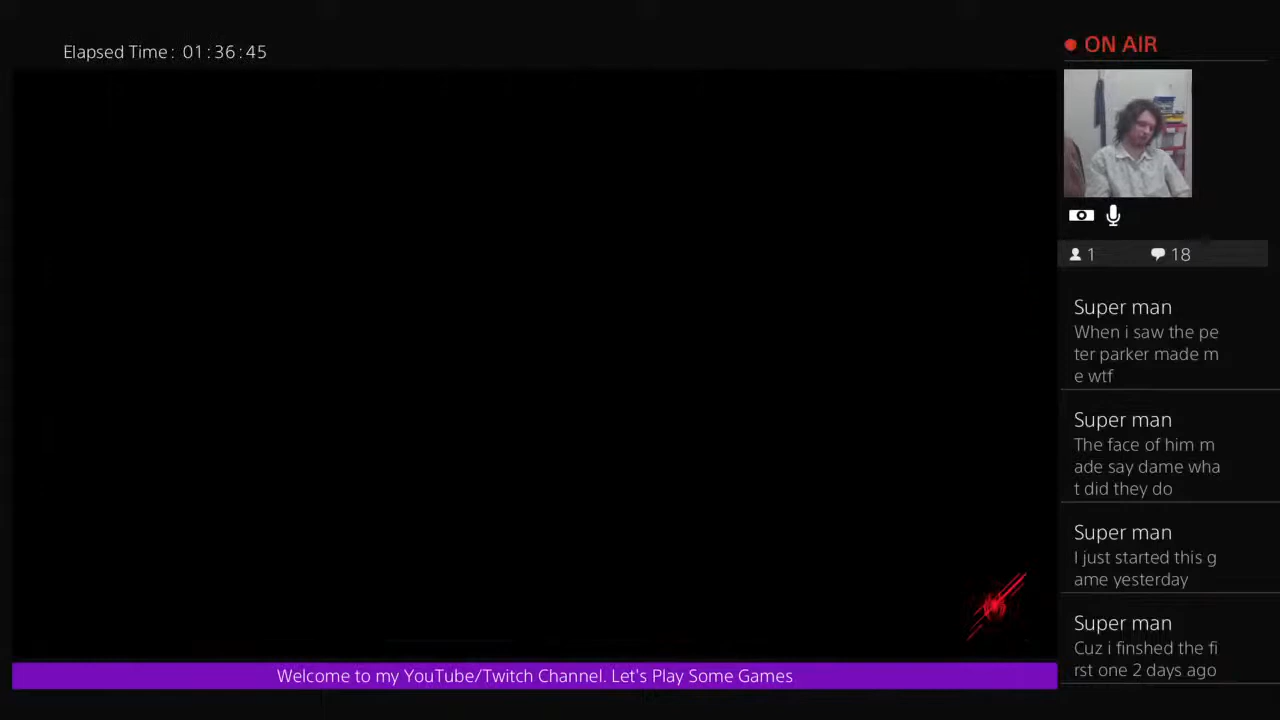 Elapsed Time: 01:36:45
ON AIR
1 18
Super man
When i saw the pe
ter parker made m
e wtf
Super man
The face of him m
ade say dame wha
t did they do
Super man
I just started this g
ame yesterday
Super man
Cuz i finshed the fi
rst one 2 days ago
Welcome to my YouTube/Twitch Channel. Let's Play Some Games